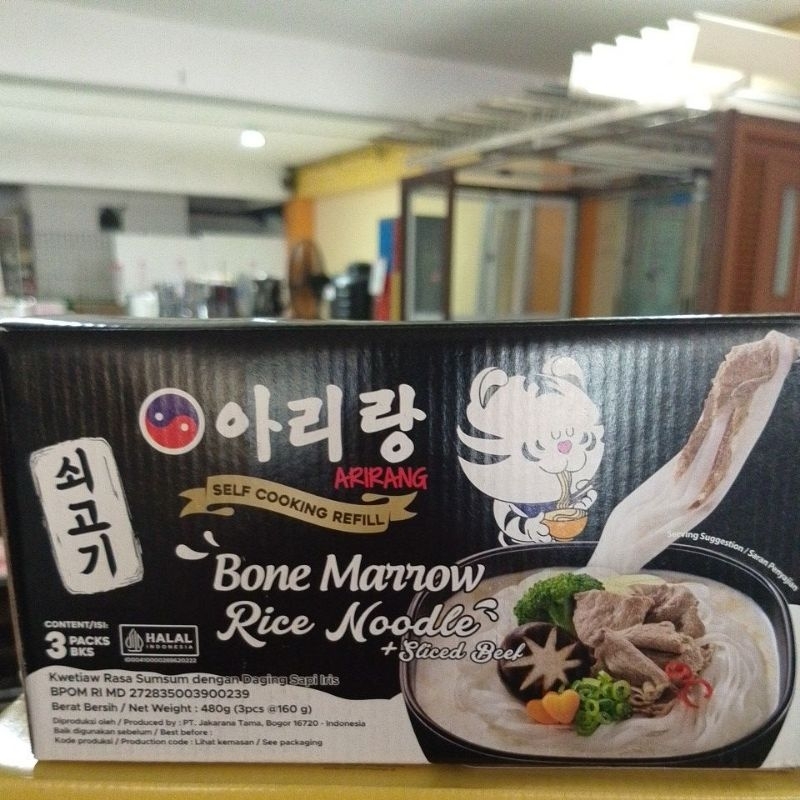 아리랑
ARIRANG
SELF COOKING REFILL
쇠고기
Bone Marrow
Rice Noodle
+ Sliced Beef
Serving Suggestion / Saran Penyajian
CONTENT/ISI:
3 PACKS
BKS
HALAL
INDONESIA
ID00410000269620222
Kwetiaw Rasa Sumsum dengan Daging Sapi Iris
BPOM RI MD 272835003900239
Berat Bersih / Net Weight : 480g (3pcs @160 g)
Diproduksi oleh / Produced by : PT. Jakarana Tama, Bogor 16720 - Indonesia
Baik digunakan sebelum / Best before :
Kode produksi / Production code : Lihat kemasan / See packaging